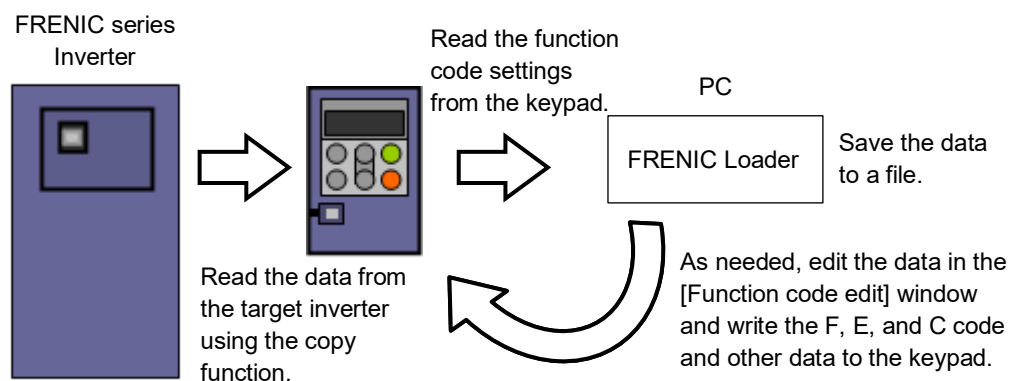 FRENIC series
Inverter
Read the function
code settings
from the keypad.
PC
FRENIC Loader
Save the data
to a file.
Read the data from
the target inverter
using the copy
function.
As needed, edit the data in the
[Function code edit] window
and write the F, E, and C code
and other data to the keypad.